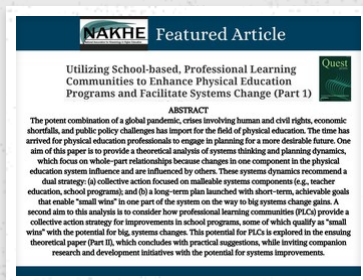 NAKHE
Featured Article
Quest
Utilizing School-based, Professional Learning
Communities to Enhance Physical Education
Programs and Facilitate Systems Change (Part 1)
ABSTRACT
The potent combination of a global pandemic, crises involving human and civil rights, economic
shortfalls, and public policy challenges has import for the field of physical education. The time has
arrived for physical education professionals to engage in planning for a more desirable future. One
aim of this paper is to provide a theoretical analysis of systems thinking and planning dynamics,
which focus on whole-part relationships because changes in one component in the physical
education system influence and are influenced by others. These systems dynamics recommend a
dual strategy: (a) collective action focused on malleable systems components (e.g., teacher
education, school programs); and (b) a long-term plan launched with short-term, achievable goals
that enable "small wins" in one part of the system on the way to big systems change gains. A
second aim to this analysis is to consider how professional learning communities (PLCs) provide a
collective action strategy for improvements in school programs, some of which qualify as "small
wins" with the potential for big, systems changes. This potential for PLCs is explored in the ensuing
theoretical paper (Part II), which concludes with practical suggestions, while inviting companion
research and development initiatives with the potential for systems improvements.